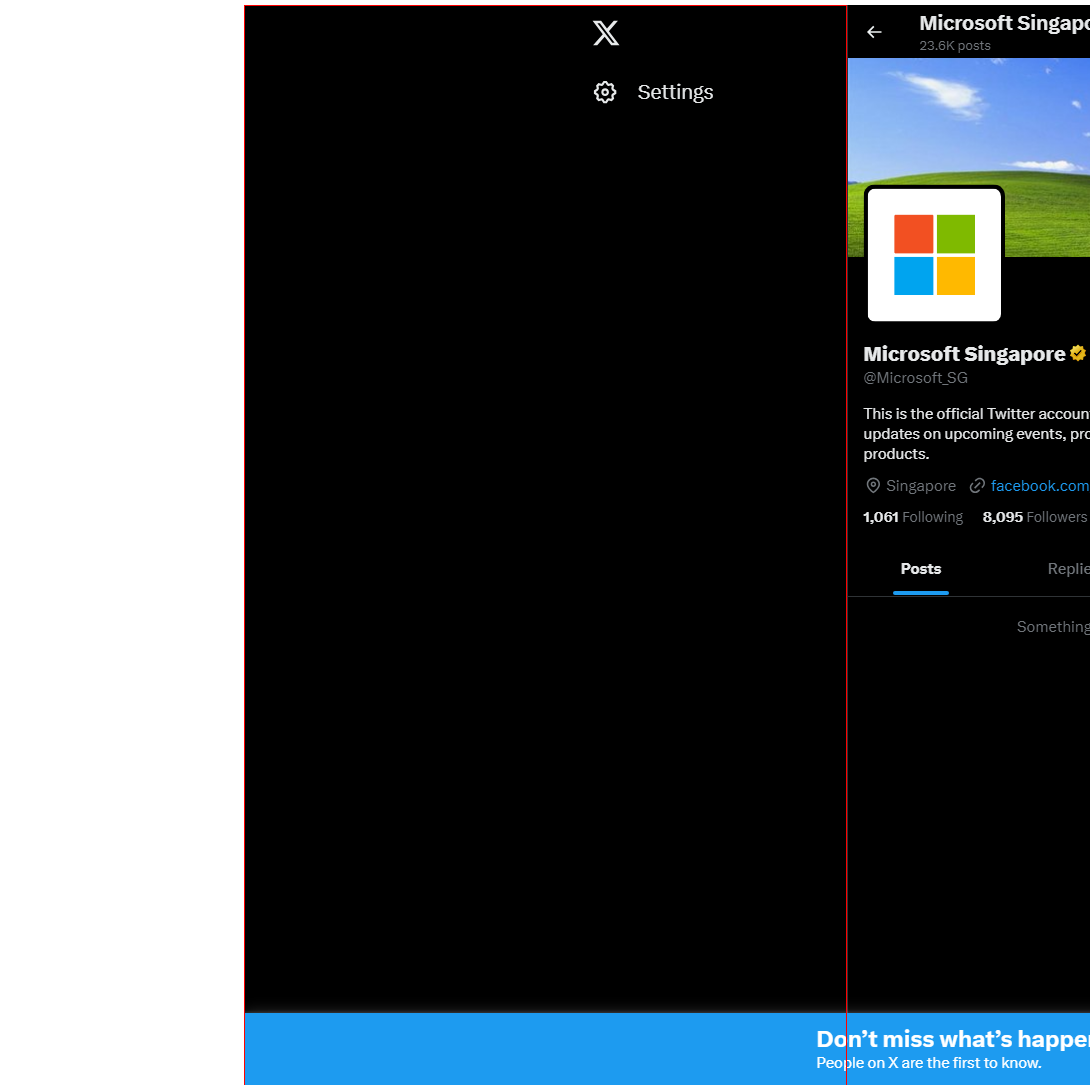 Settings
Microsoft Singapo
23.6K posts
Microsoft Singapore
@Microsoft_SG
This is the official Twitter accoun
updates on upcoming events, pro
products.
Singapore facebook.com
1,061 Following 8,095 Followers
Posts Replie
Something
Don’t miss what’s happe
People on X are the first to know.